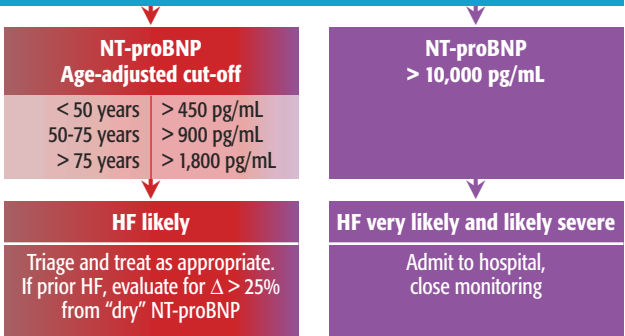 NT-proBNP
Age-adjusted cut-off
< 50 years > 450 pg/mL
50-75 years > 900 pg/mL
> 75 years > 1,800 pg/mL
HF likely
Triage and treat as appropriate.
If prior HF, evaluate for Δ > 25%
from “dry” NT-proBNP
NT-proBNP
> 10,000 pg/mL
HF very likely and likely severe
Admit to hospital,
close monitoring